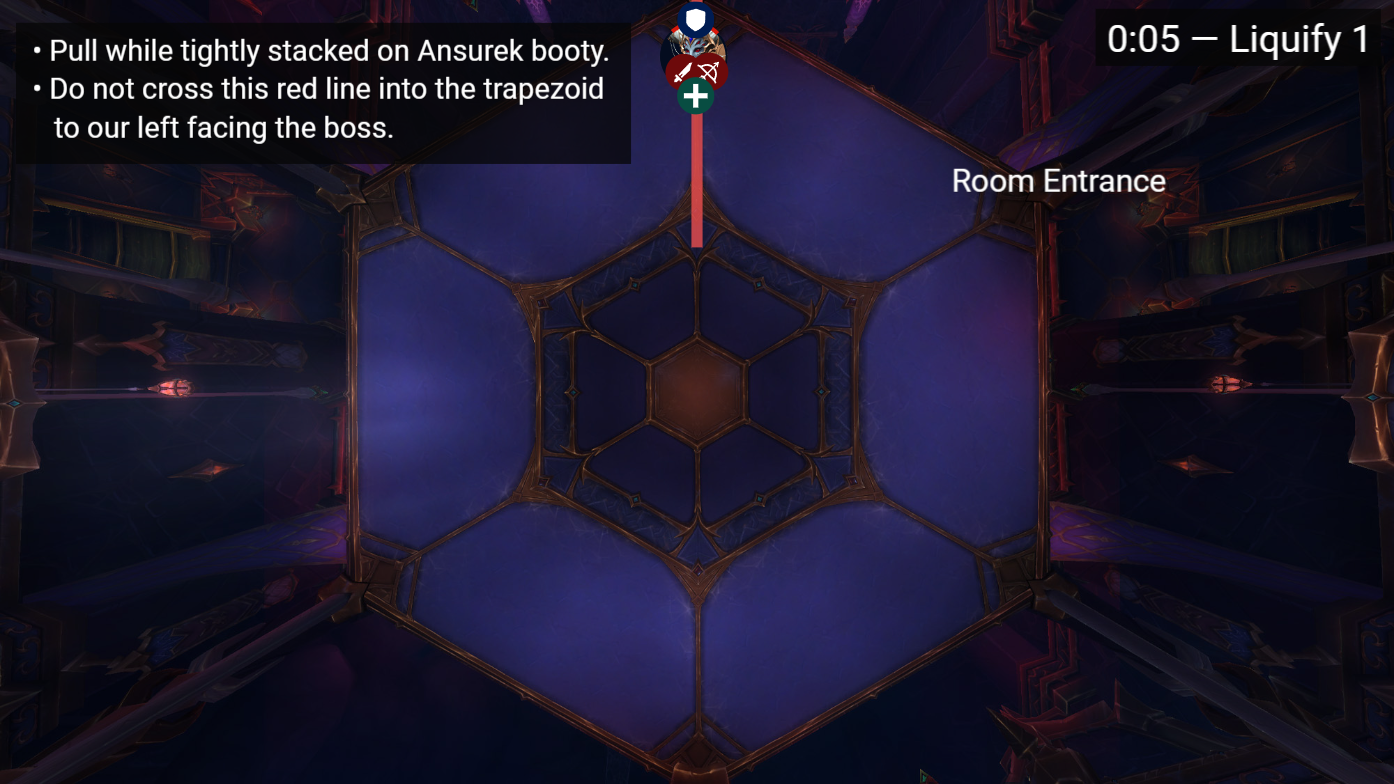 • Pull while tightly stacked on Ansurek booty.
• Do not cross this red line into the trapezoid
to our left facing the boss.
0:05 — Liquify 1
Room Entrance